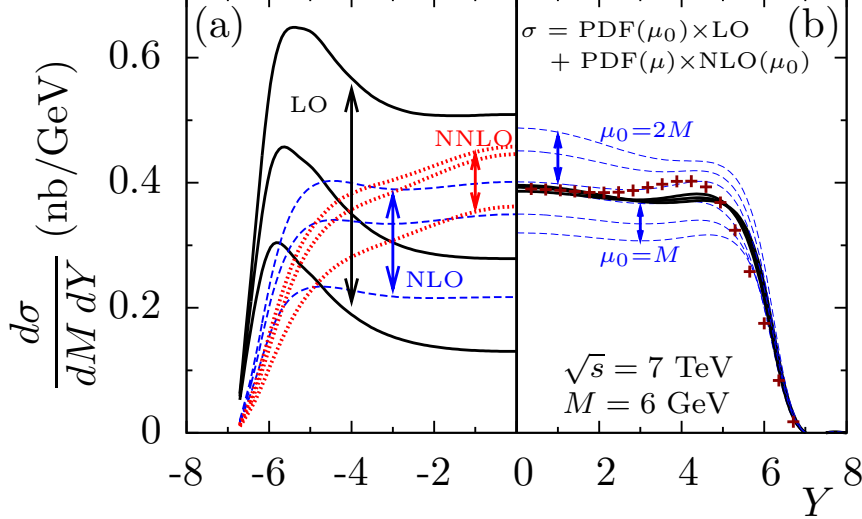 (a)
(b)
σ = PDF(μ₀)×LO
+ PDF(μ)×NLO(μ₀)
0.6
0.4
0.2
0
dσ/dM dY (nb/GeV)
LO
NNLO
NLO
μ₀=2M
μ₀=M
√s = 7 TeV
M = 6 GeV
-8 -6 -4 -2 0 2 4 6 8
Y